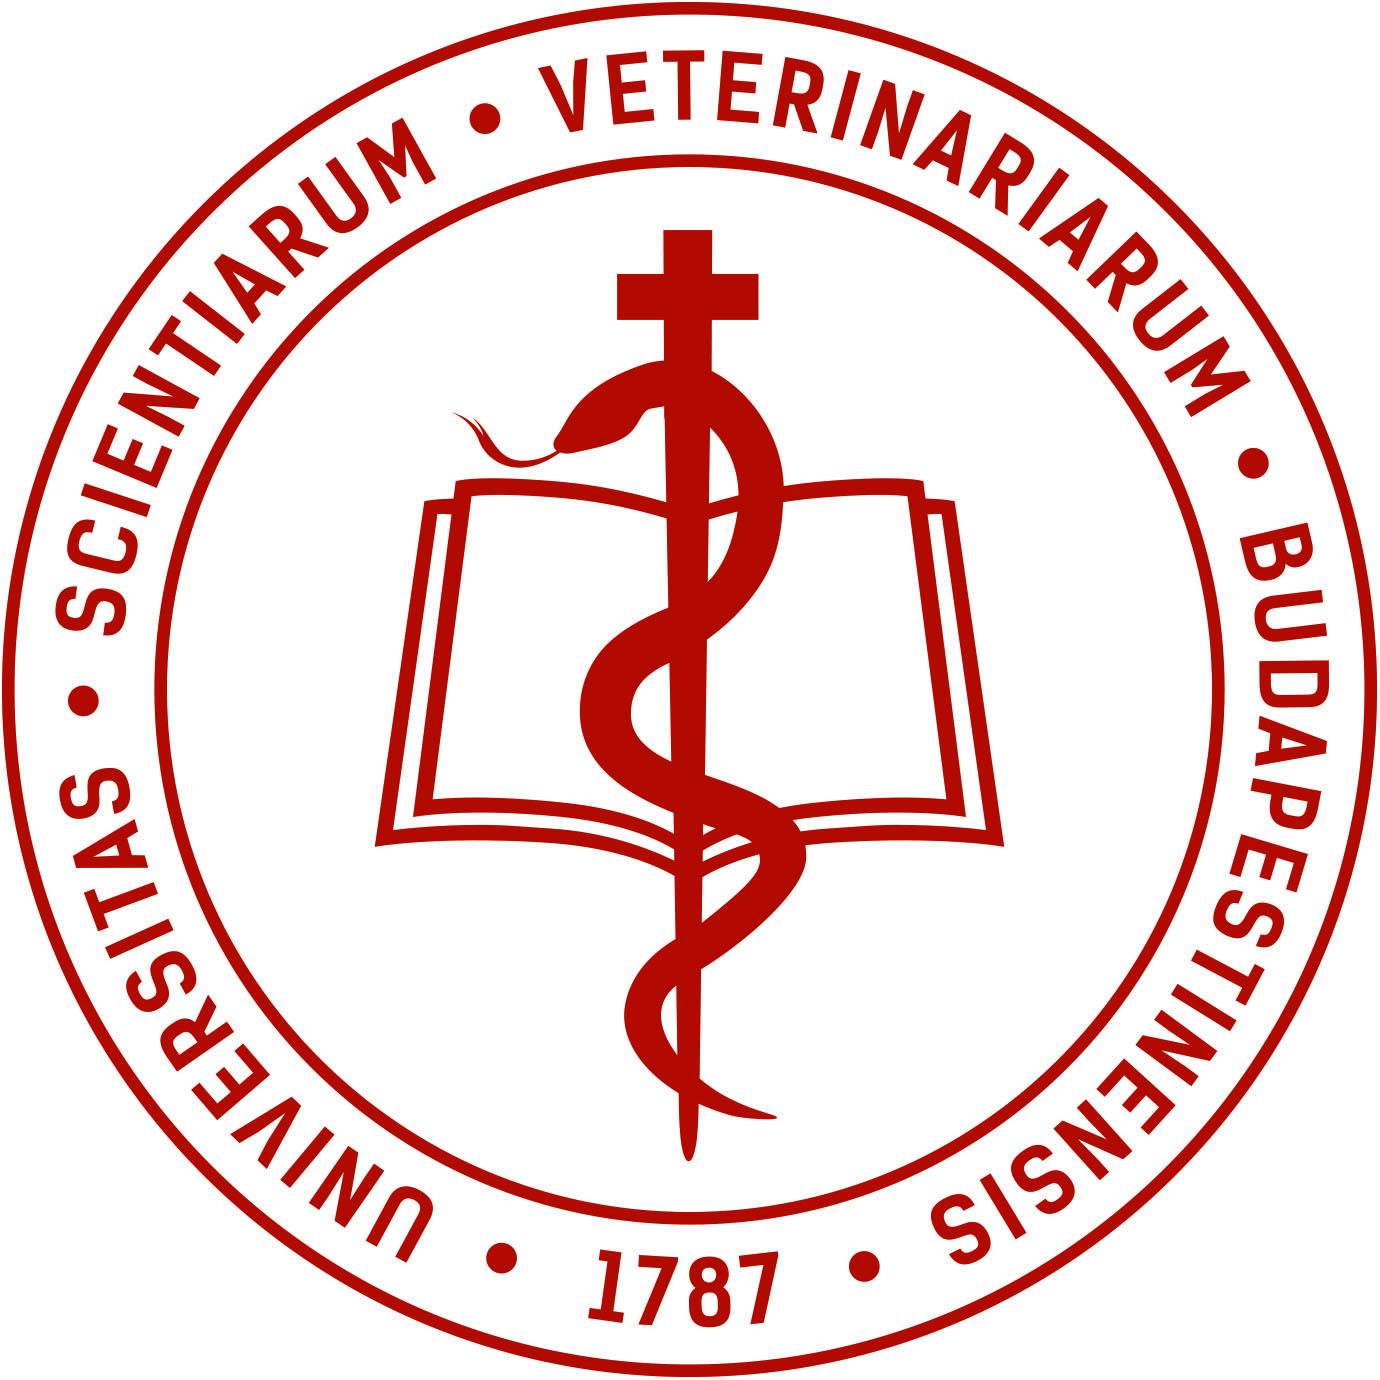 UNIVERSITAS • SCIENTIARUM • VETERINARIARUM • BUDAPESTINENSIS • 1787 •